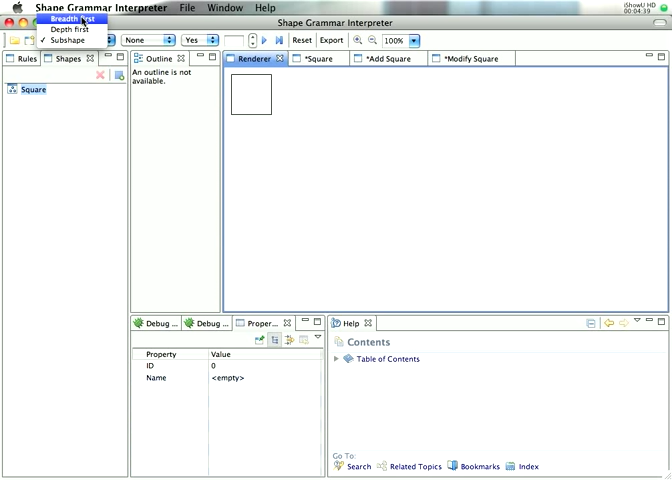 Shape Grammar Interpreter File Window Help
iShowU HD
00:04:39
Breadth first
Shape Grammar Interpreter
Depth first
Subshape
None Yes Reset Export 100%
Rules Shapes Outline Renderer *Square *Add Square *Modify Square
An outline is not
available.
Square
Debug ... Debug ... Proper... Help
Property Value
ID 0
Name <empty>
Contents
Table of Contents
Go To:
Search Related Topics Bookmarks Index